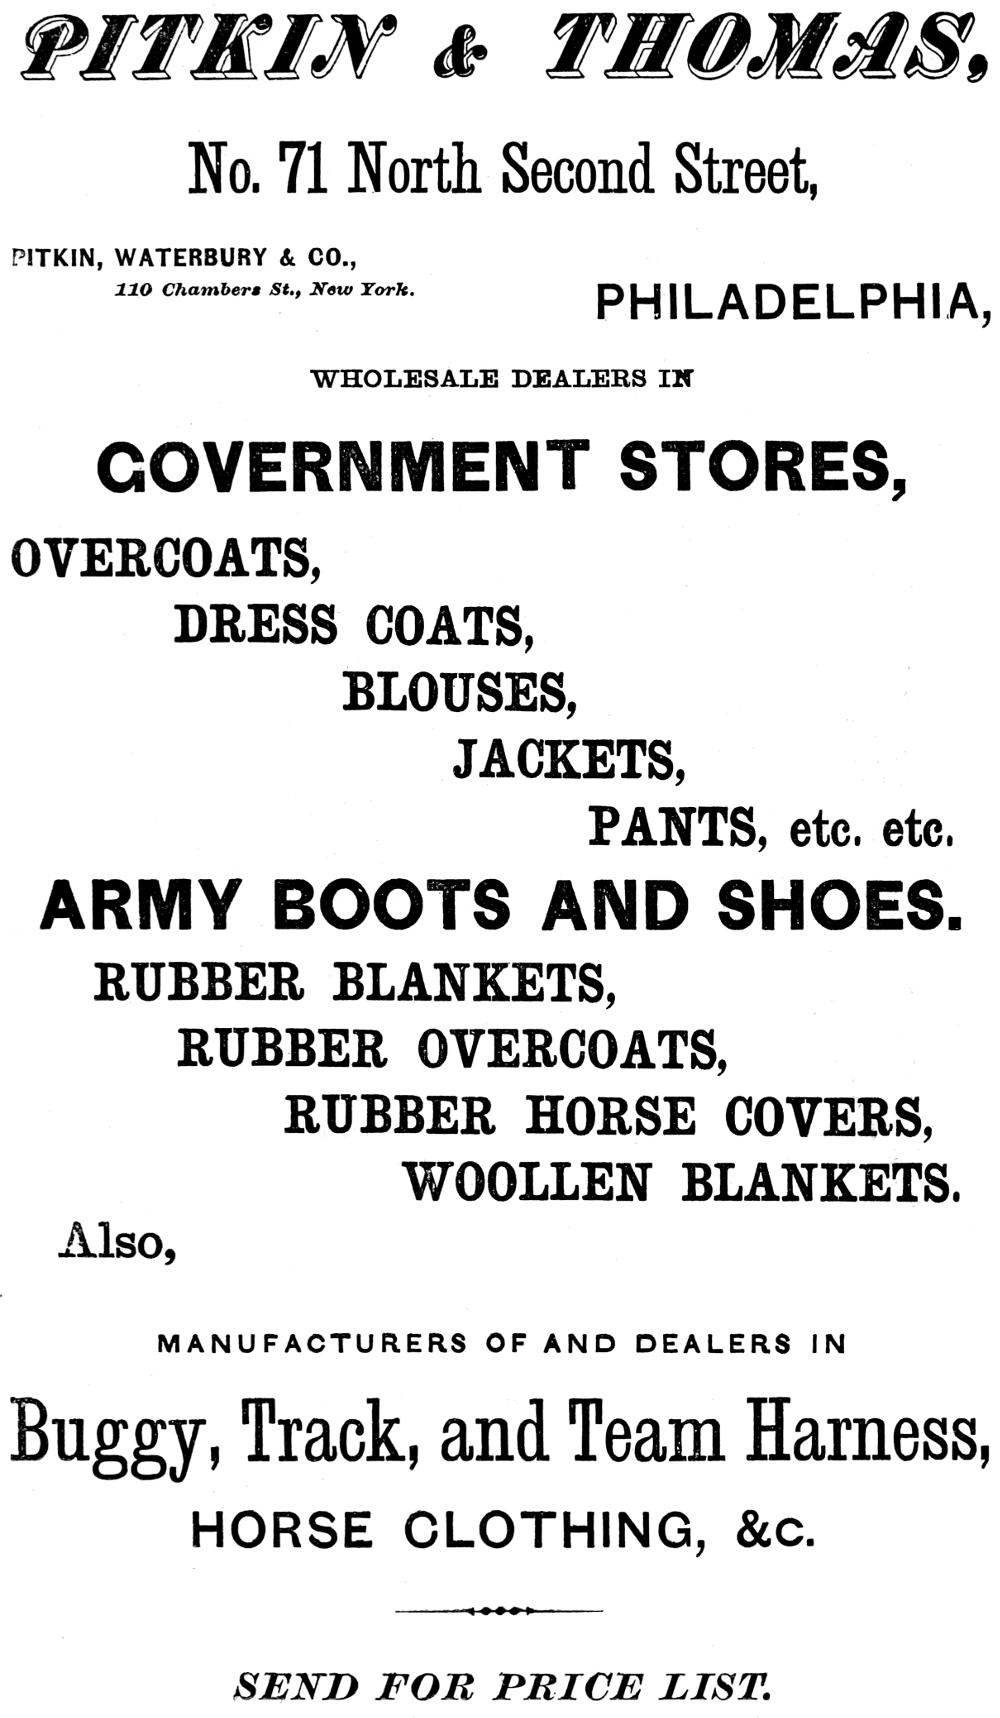 PITKIN & THOMAS,
No. 71 North Second Street,
PITKIN, WATERBURY & CO.,
110 Chambers St., New York.
PHILADELPHIA,
WHOLESALE DEALERS IN
GOVERNMENT STORES,
OVERCOATS,
DRESS COATS,
BLOUSES,
JACKETS,
PANTS, etc. etc.
ARMY BOOTS AND SHOES.
RUBBER BLANKETS,
RUBBER OVERCOATS,
RUBBER HORSE COVERS,
WOOLLEN BLANKETS.
Also,
MANUFACTURERS OF AND DEALERS IN
Buggy, Track, and Team Harness,
HORSE CLOTHING, &c.
SEND FOR PRICE LIST.